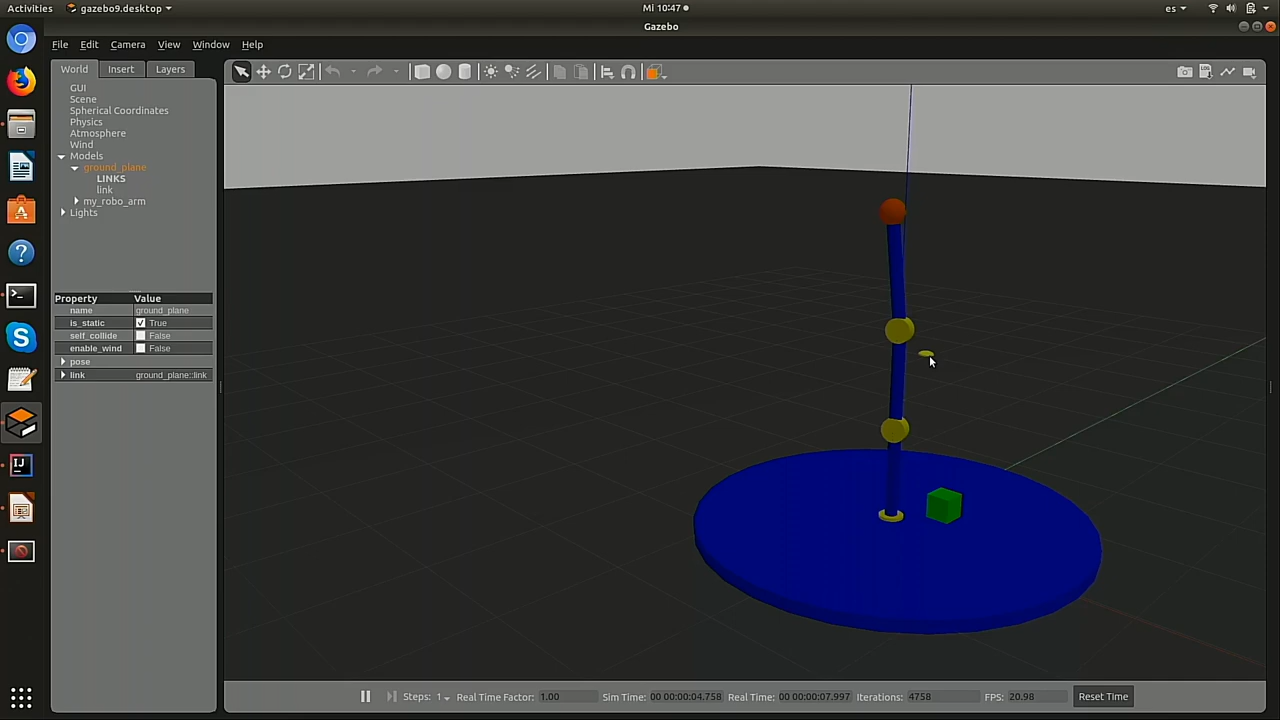 Activities gazebo9.desktop Mi 10:47 es
Gazebo
File Edit Camera View Window Help
World Insert Layers
GUI
Scene
Spherical Coordinates
Physics
Atmosphere
Wind
Models
ground_plane
LINKS
link
my_robo_arm
Lights
Property Value
name ground_plane
is_static True
self_collide False
enable_wind False
pose
link ground_plane::link
Steps: 1 Real Time Factor: 1.00 Sim Time: 00 00:00:04.758 Real Time: 00 00:00:07.997 Iterations: 4758 FPS: 20.98 Reset Time